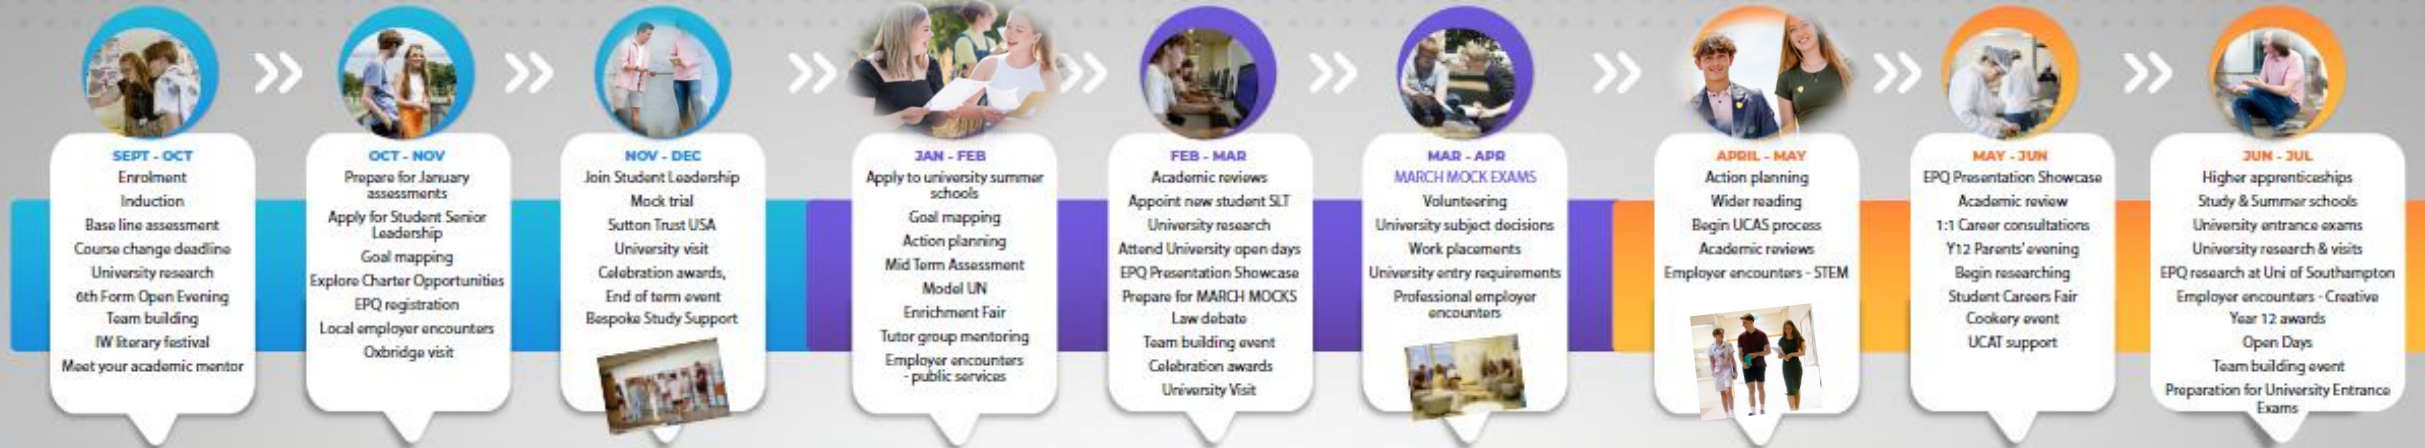 SEPT - OCT
Enrolment
Induction
Base line assessment
Course change deadline
University research
6th Form Open Evening
Team building
IW literary festival
Meet your academic mentor
OCT - NOV
Prepare for January
assessments
Apply for Student Senior
Leadership
Goal mapping
Explore Charter Opportunities
EPQ registration
Local employer encounters
Oxbridge visit
NOV - DEC
Join Student Leadership
Mock trial
Sutton Trust USA
University visit
Celebration awards,
End of term event
Bespoke Study Support
JAN - FEB
Apply to university summer
schools
Goal mapping
Action planning
Mid Term Assessment
Model UN
Enrichment Fair
Tutor group mentoring
Employer encounters
- public services
FEB - MAR
Academic reviews
Appoint new student SLT
University research
Attend University open days
EPQ Presentation Showcase
Prepare for MARCH MOCKS
Law debate
Team building event
Celebration awards
University Visit
MAR - APR
MARCH MOCK EXAMS
Volunteering
University subject decisions
Work placements
University entry requirements
Professional employer
encounters
APRIL - MAY
Action planning
Wider reading
Begin UCAS process
Academic reviews
Employer encounters - STEM
MAY - JUN
EPQ Presentation Showcase
Academic review
1:1 Career consultations
Y12 Parents' evening
Begin researching
Student Careers Fair
Cookery event
UCAT support
JUN - JUL
Higher apprenticeships
Study & Summer schools
University entrance exams
University research & visits
EPQ research at Uni of Southampton
Employer encounters - Creative
Year 12 awards
Open Days
Team building event
Preparation for University Entrance
Exams